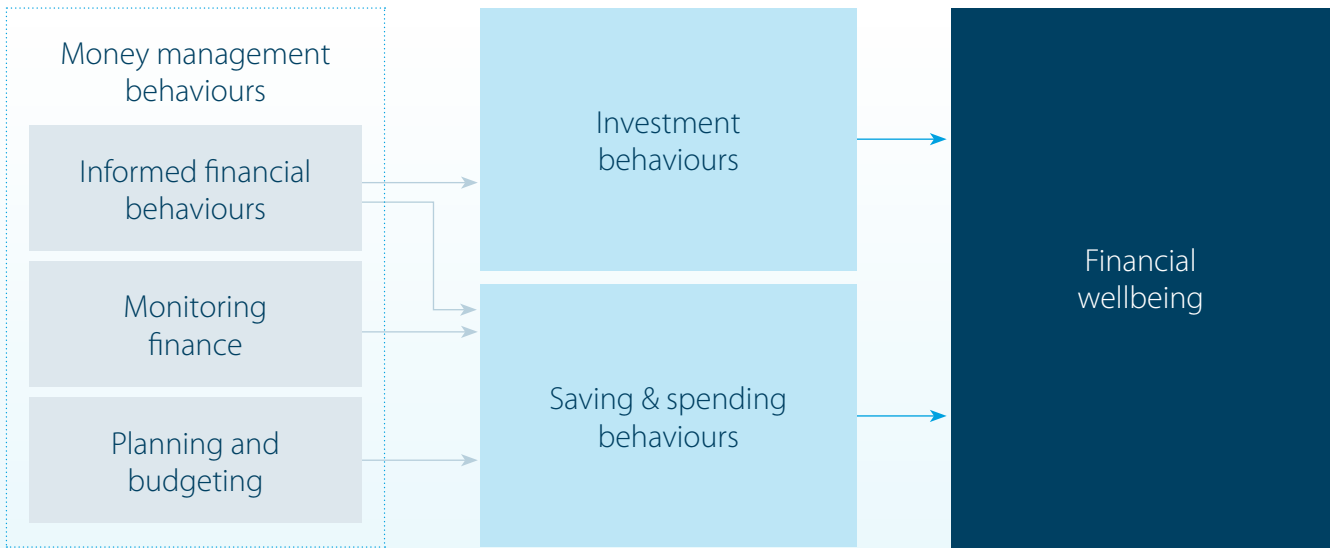 Money management
behaviours
Informed financial
behaviours
Monitoring
finance
Planning and
budgeting
Investment
behaviours
Saving & spending
behaviours
Financial
wellbeing